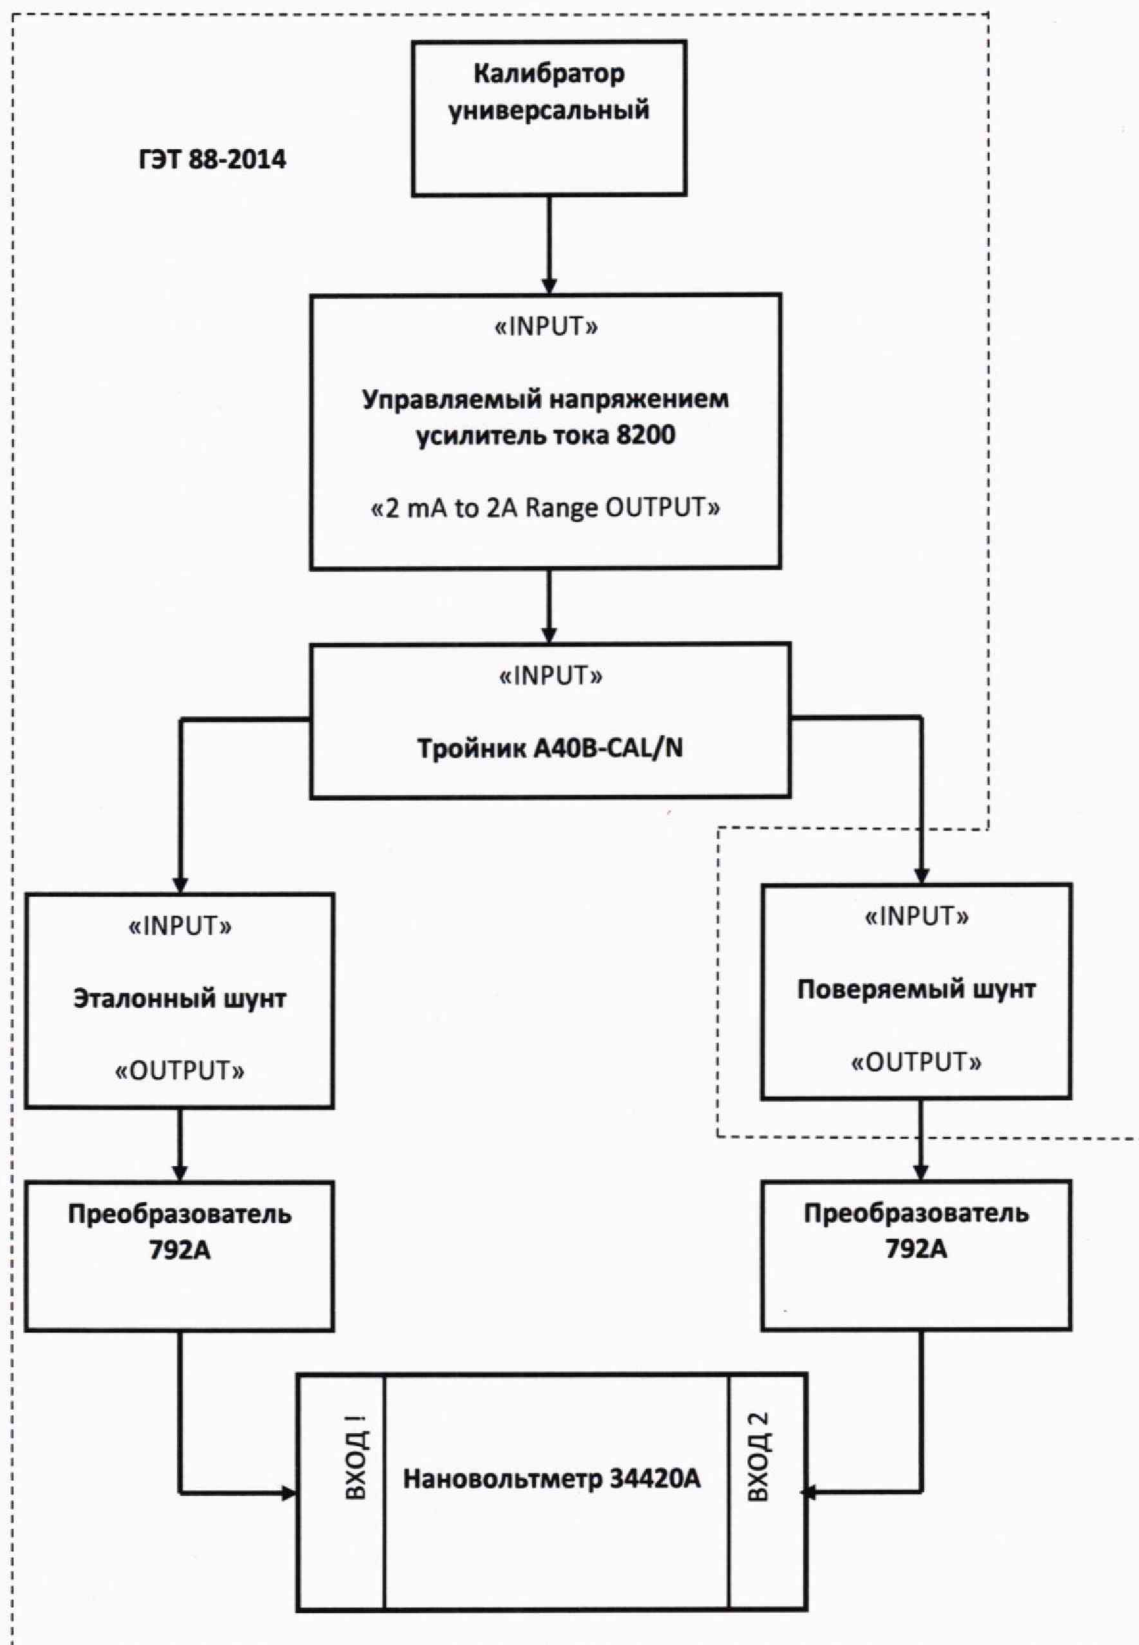 Калибратор
универсальный
ГЭТ 88-2014
«INPUT»
Управляемый напряжением
усилитель тока 8200
«2 mA to 2A Range OUTPUT»
«INPUT»
Тройник A40B-CAL/N
«INPUT»
Эталонный шунт
«OUTPUT»
«INPUT»
Поверяемый шунт
«OUTPUT»
Преобразователь
792A
Преобразователь
792A
ВХОД !
Нановольтметр 34420A
ВХОД 2